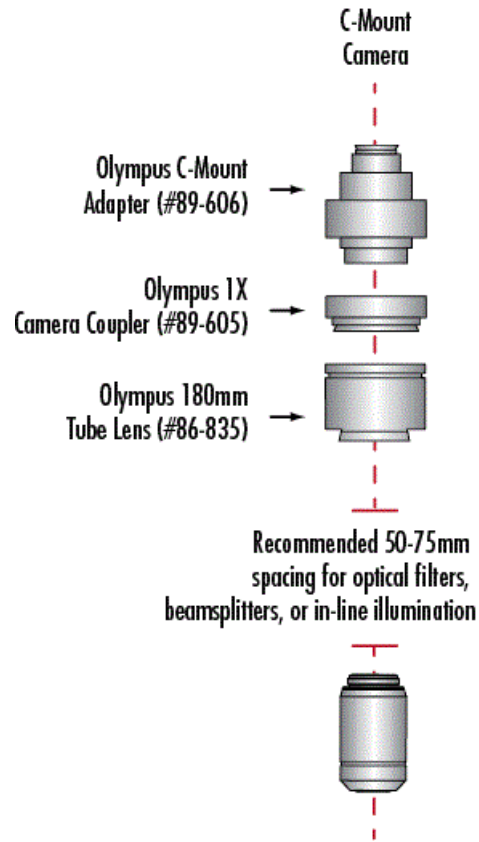 C-Mount
Camera
Olympus C-Mount
Adapter (#89-606)
Olympus 1X
Camera Coupler (#89-605)
Olympus 180mm
Tube Lens (#86-835)
Recommended 50-75mm
spacing for optical filters,
beamsplitters, or in-line illumination